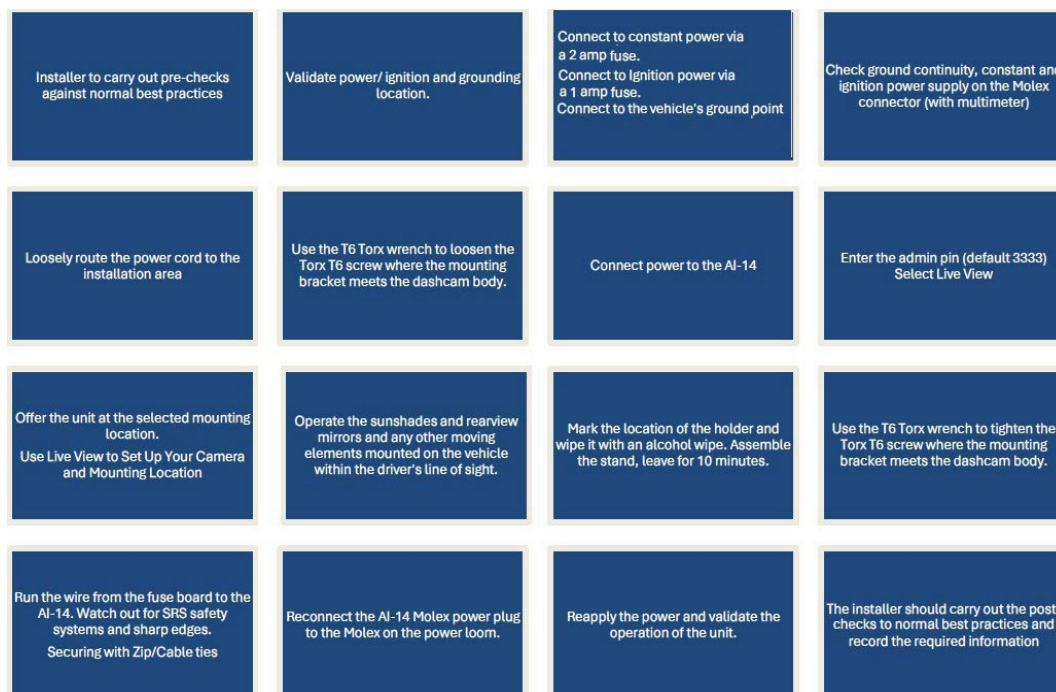 Installer to carry out pre-checks
against normal best practices
Validate power/ ignition and grounding
location.
Connect to constant power via
a 2 amp fuse.
Connect to Ignition power via
a 1 amp fuse.
Connect to the vehicle's ground point
Check ground continuity, constant and
ignition power supply on the Molex
connector (with multimeter)
Loosely route the power cord to the
installation area
Use the T6 Torx wrench to loosen the
Torx T6 screw where the mounting
bracket meets the dashcam body.
Connect power to the AI-14
Enter the admin pin (default 3333)
Select Live View
Offer the unit at the selected mounting
location.
Use Live View to Set Up Your Camera
and Mounting Location
Operate the sunshades and rearview
mirrors and any other moving
elements mounted on the vehicle
within the driver's line of sight.
Mark the location of the holder and
wipe it with an alcohol wipe. Assemble
the stand, leave for 10 minutes.
Use the T6 Torx wrench to tighten the
Torx T6 screw where the mounting
bracket meets the dashcam body.
Run the wire from the fuse board to the
AI-14. Watch out for SRS safety
systems and sharp edges.
Securing with Zip/Cable ties
Reconnect the AI-14 Molex power plug
to the Molex on the power loom.
Reapply the power and validate the
operation of the unit.
The installer should carry out the post-
checks to normal best practices and
record the required information